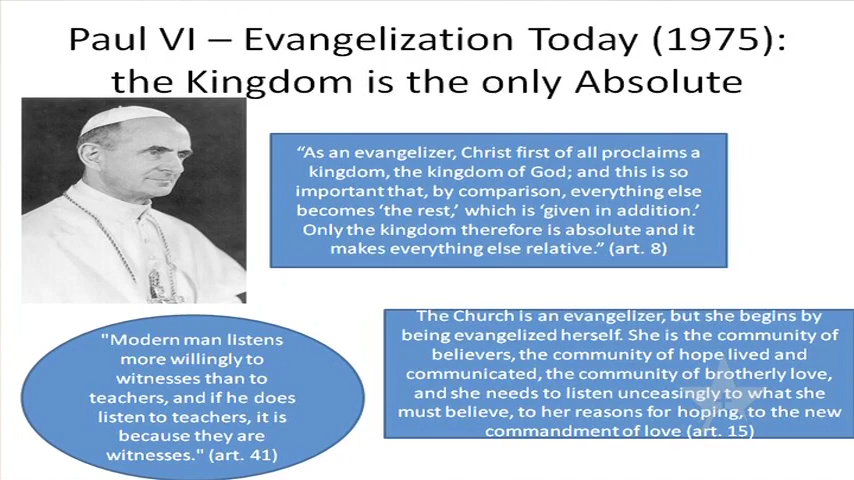 Paul VI – Evangelization Today (1975):
the Kingdom is the only Absolute
“As an evangelizer, Christ first of all proclaims a
kingdom, the kingdom of God; and this is so
important that, by comparison, everything else
becomes ‘the rest,’ which is ‘given in addition.’
Only the kingdom therefore is absolute and it
makes everything else relative.” (art. 8)
"Modern man listens
more willingly to
witnesses than to
teachers, and if he does
listen to teachers, it is
because they are
witnesses." (art. 41)
The Church is an evangelizer, but she begins by
being evangelized herself. She is the community of
believers, the community of hope lived and
communicated, the community of brotherly love,
and she needs to listen unceasingly to what she
must believe, to her reasons for hoping, to the new
commandment of love (art. 15)